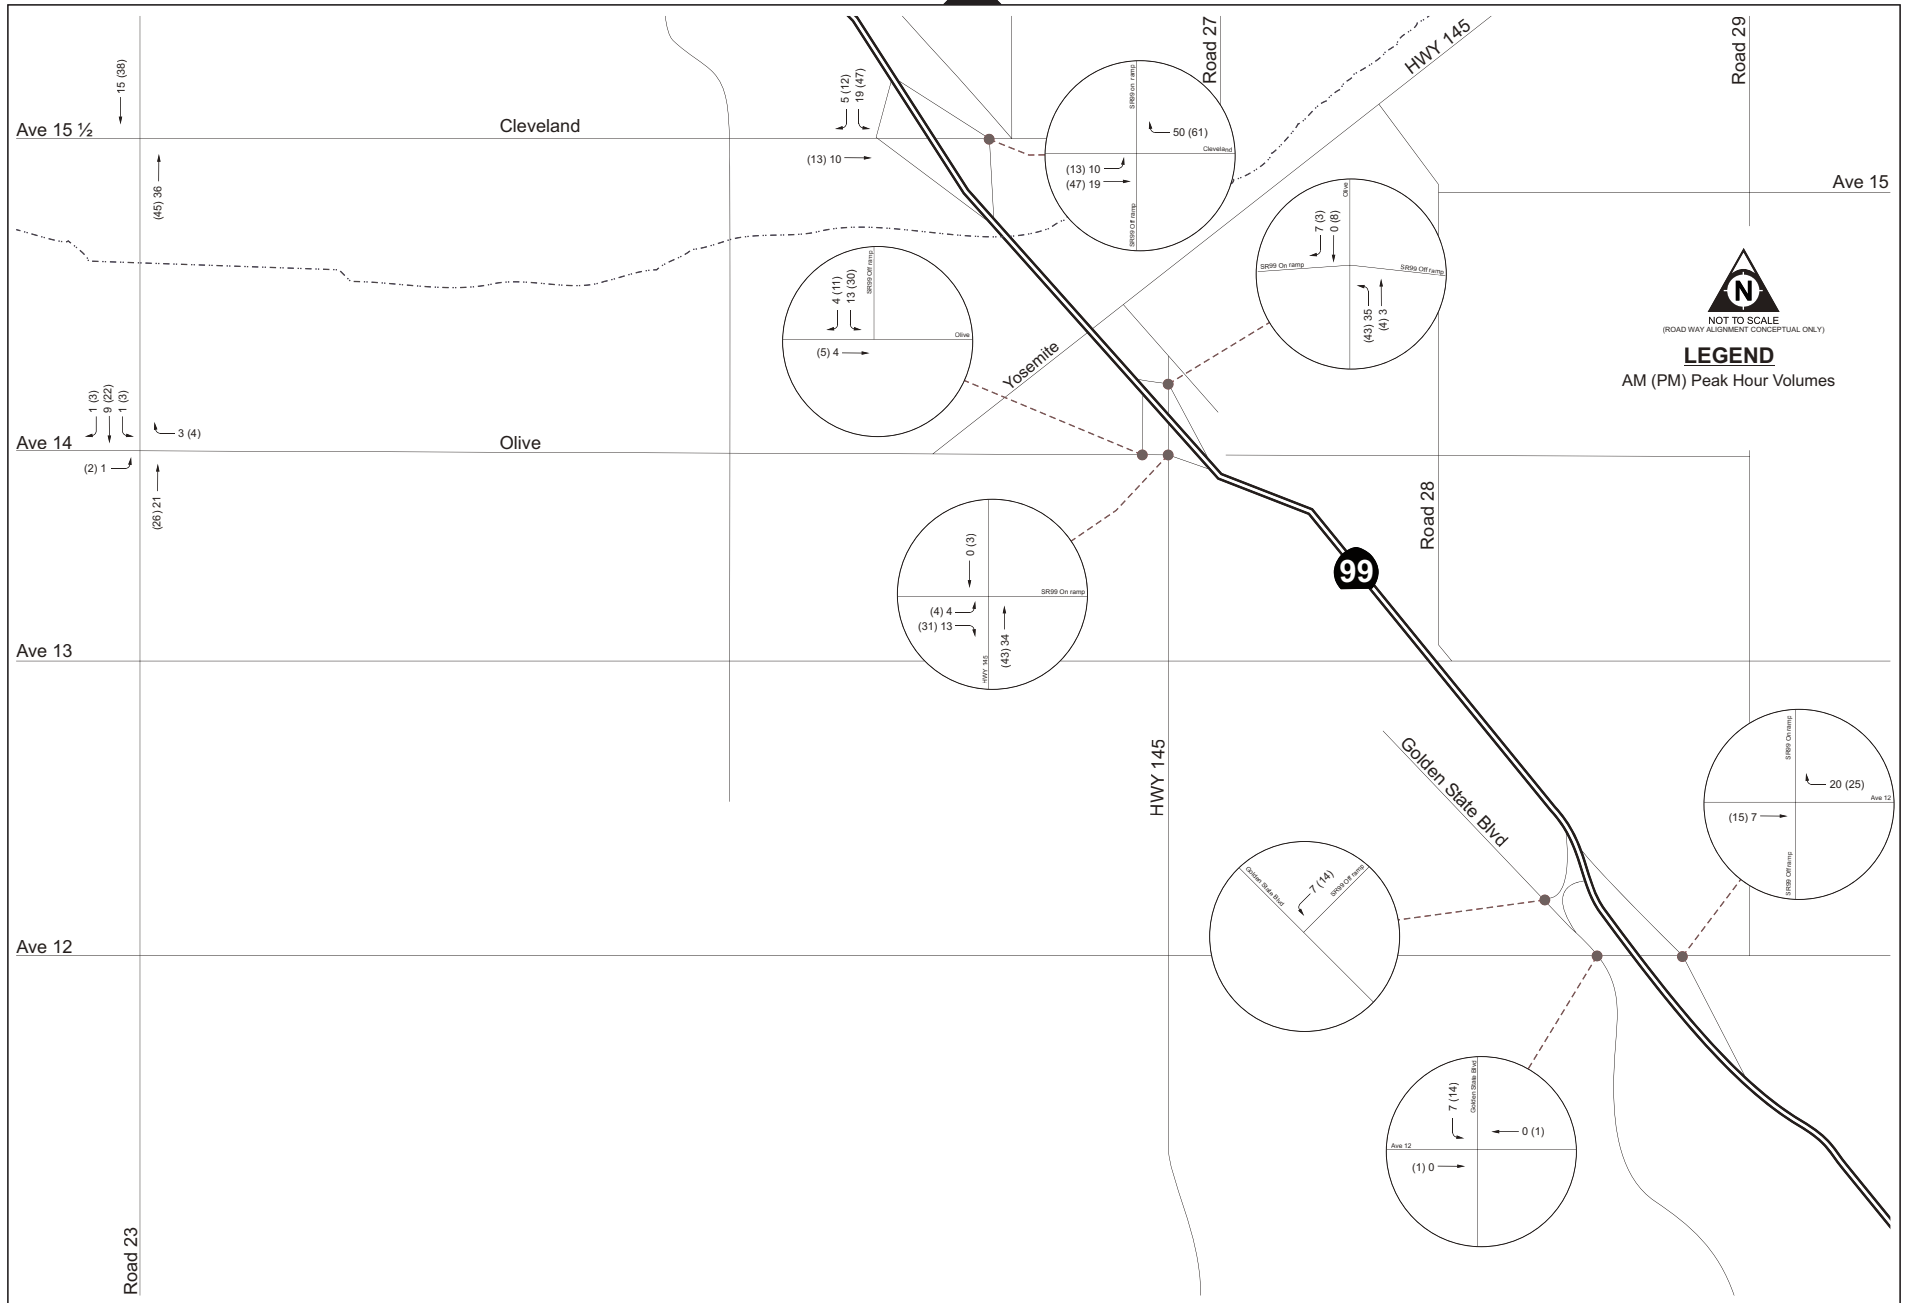 Road 27
HWY 145
Road 29
15 (38)
5 (12)
19 (47)
Ave 15 ½
Cleveland
(13) 10
(45) 36
SR99 on ramp
50 (61)
Cleveland
(13) 10
(47) 19
SR99 Off ramp
Ave 15
Olive
7 (3)
0 (8)
SR99 On ramp
SR99 Off ramp
(43) 35
(4) 3
N
NOT TO SCALE
(ROAD WAY ALIGNMENT CONCEPTUAL ONLY)
LEGEND
AM (PM) Peak Hour Volumes
SR99 Off ramp
4 (11)
13 (30)
Olive
(5) 4
Yosemite
1 (3)
9 (22)
1 (3)
3 (4)
Ave 14
Olive
(2) 1
(26) 21
Road 28
0 (3)
SR99 On ramp
(4) 4
(31) 13
(43) 34
HWY 145
99
Ave 13
HWY 145
Golden State Blvd
SR99 On ramp
20 (25)
Ave 12
(15) 7
SR99 Off ramp
Golden State Blvd
7 (14)
SR99 Off ramp
Ave 12
Golden State Blvd
7 (14)
0 (1)
Ave 12
(1) 0
Road 23